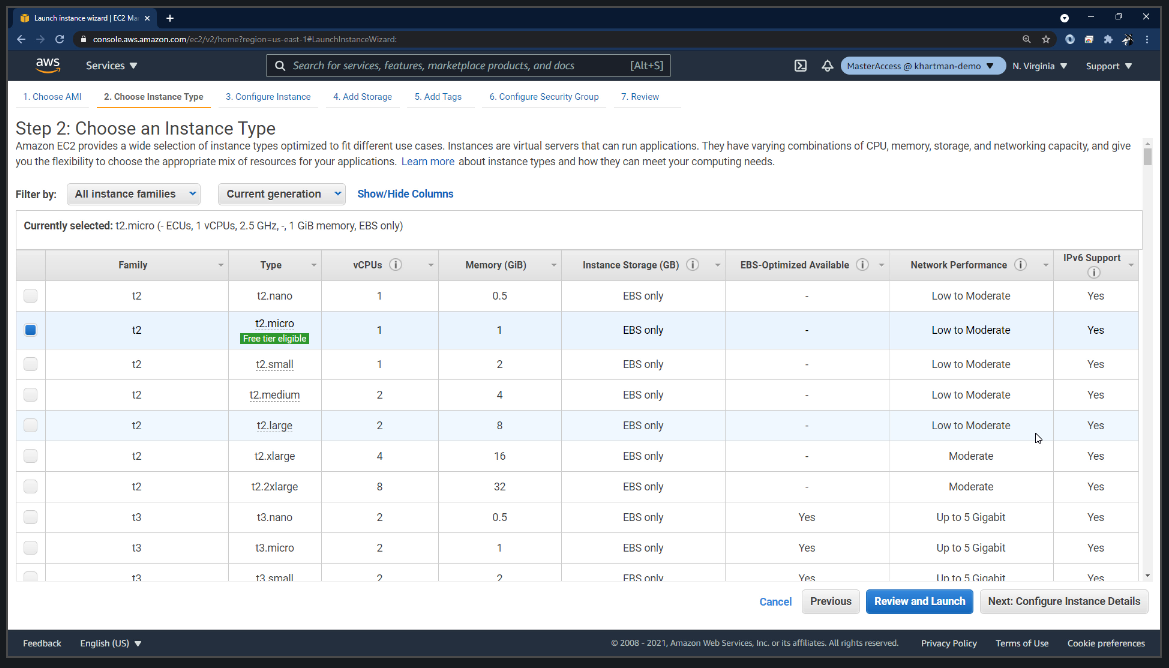 Launch instance wizard | EC2 Ma
console.aws.amazon.com/ec2/v2/home?region=us-east-1#LaunchInstanceWizard:
aws Services Search for services, features, marketplace products, and docs [Alt+S] MasterAccess @ khartman-demo N. Virginia Support
1. Choose AMI 2. Choose Instance Type 3. Configure Instance 4. Add Storage 5. Add Tags 6. Configure Security Group 7. Review
Step 2: Choose an Instance Type
Amazon EC2 provides a wide selection of instance types optimized to fit different use cases. Instances are virtual servers that can run applications. They have varying combinations of CPU, memory, storage, and networking capacity, and give
you the flexibility to choose the appropriate mix of resources for your applications. Learn more about instance types and how they can meet your computing needs.
Filter by: All instance families Current generation Show/Hide Columns
Currently selected: t2.micro (- ECUs, 1 vCPUs, 2.5 GHz, -, 1 GiB memory, EBS only)
Family Type vCPUs i Memory (GiB) Instance Storage (GB) i EBS-Optimized Available i Network Performance i IPv6 Support i
t2 t2.nano 1 0.5 EBS only - Low to Moderate Yes
t2 t2.micro 1 1 EBS only - Low to Moderate Yes
Free tier eligible
t2 t2.small 1 2 EBS only - Low to Moderate Yes
t2 t2.medium 2 4 EBS only - Low to Moderate Yes
t2 t2.large 2 8 EBS only - Low to Moderate Yes
t2 t2.xlarge 4 16 EBS only - Moderate Yes
t2 t2.2xlarge 8 32 EBS only - Moderate Yes
t3 t3.nano 2 0.5 EBS only Yes Up to 5 Gigabit Yes
t3 t3.micro 2 1 EBS only Yes Up to 5 Gigabit Yes
t3 t3.small 2 2 EBS only Yes Up to 5 Gigabit Yes
Cancel Previous Review and Launch Next: Configure Instance Details
Feedback English (US) © 2008 - 2021, Amazon Web Services, Inc. or its affiliates. All rights reserved. Privacy Policy Terms of Use Cookie preferences